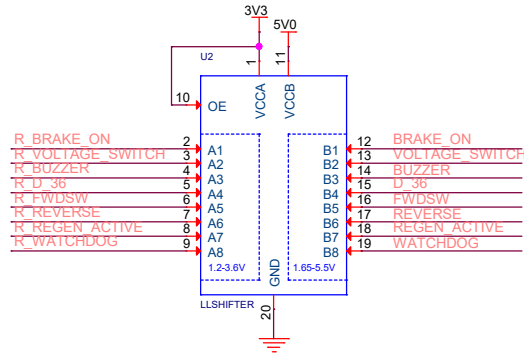 3V3
5V0
U2
1
11
VCCA
VCCB
10 OE
R_BRAKE_ON 2 A1 B1 12 BRAKE_ON
R_VOLTAGE_SWITCH 3 A2 B2 13 VOLTAGE_SWITCH
R_BUZZER 4 A3 B3 14 BUZZER
R_D_36 5 A4 B4 15 D_36
R_FWDSW 6 A5 B5 16 FWDSW
R_REVERSE 7 A6 B6 17 REVERSE
R_REGEN_ACTIVE 8 A7 B7 18 REGEN_ACTIVE
R_WATCHDOG 9 A8 B8 19 WATCHDOG
1.2-3.6V GND 1.65-5.5V
LLSHIFTER
20